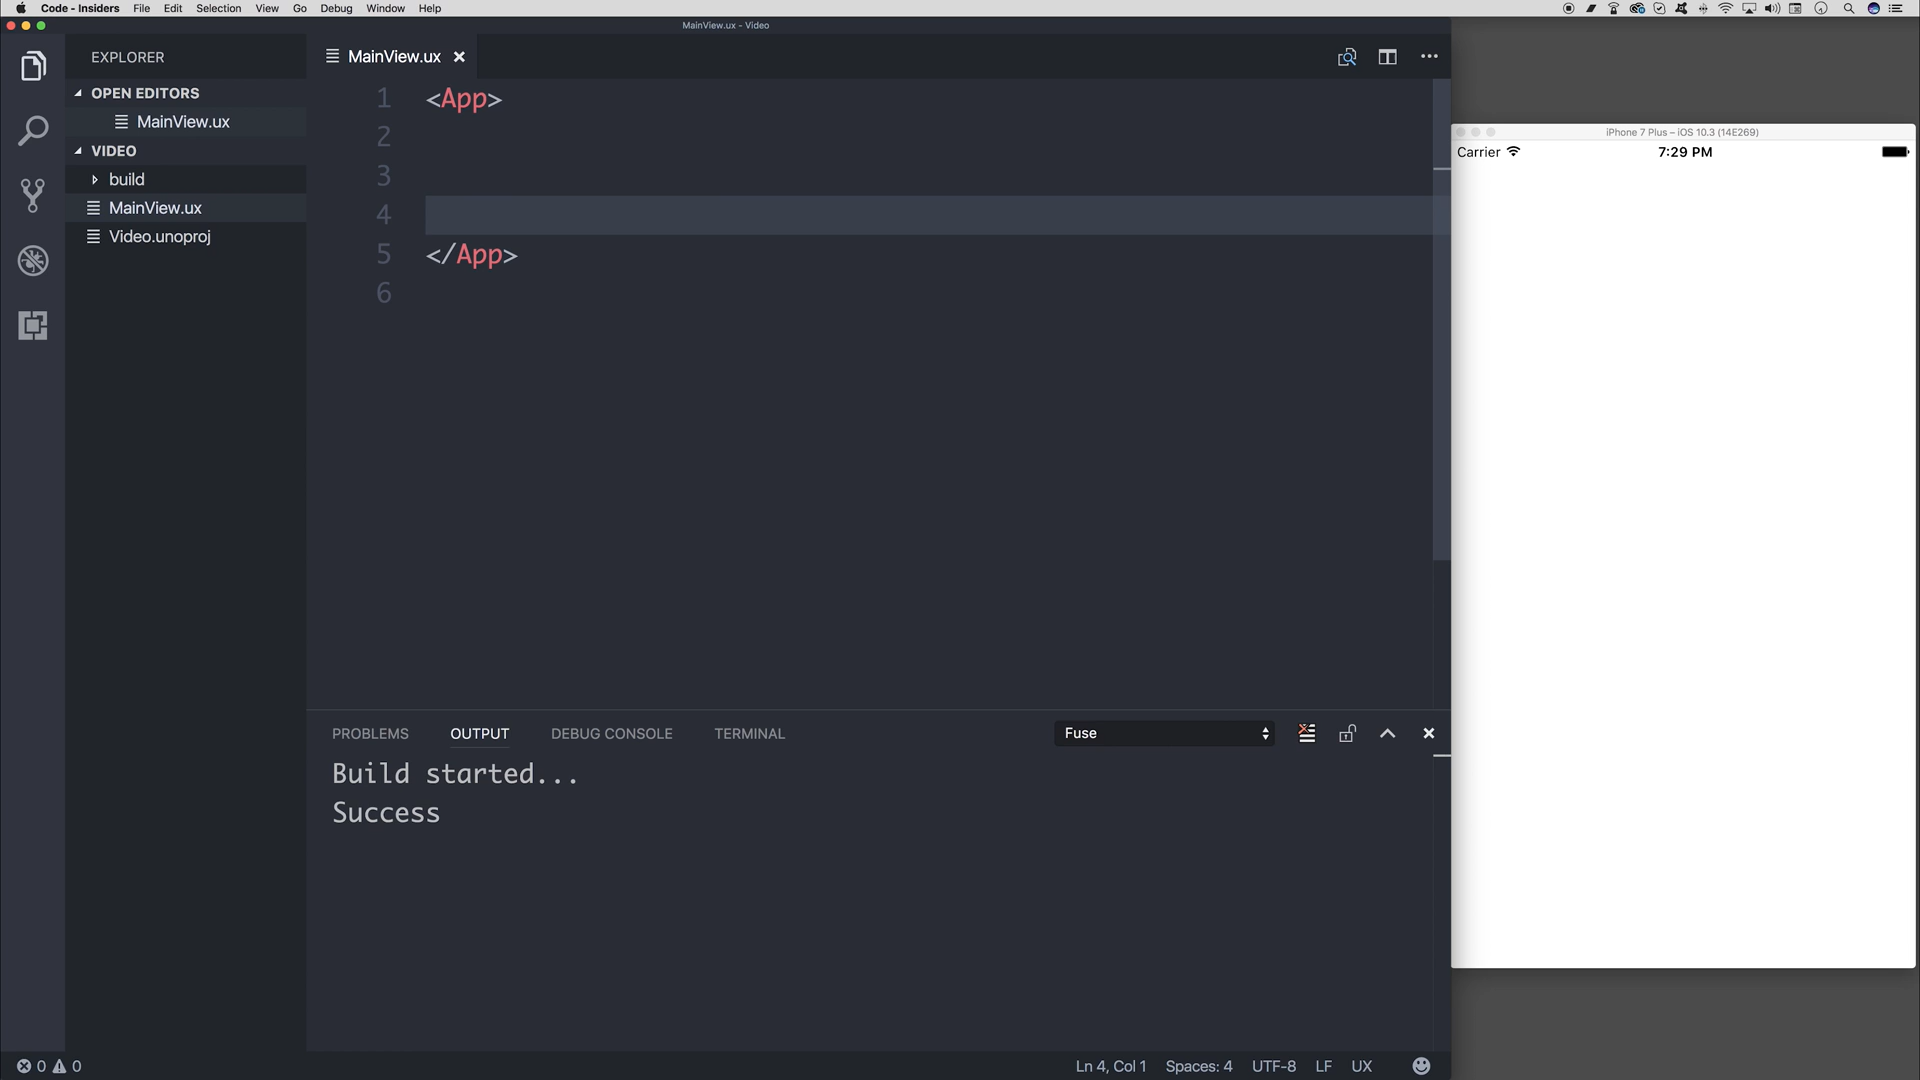 Code - Insiders File Edit Selection View Go Debug Window Help
MainView.ux - Video
EXPLORER
OPEN EDITORS
MainView.ux
VIDEO
build
MainView.ux
Video.unoproj
MainView.ux
1 <App>
2
3
4
5 </App>
6
PROBLEMS OUTPUT DEBUG CONSOLE TERMINAL
Fuse
Build started...
Success
0 0
Ln 4, Col 1 Spaces: 4 UTF-8 LF UX
iPhone 7 Plus – iOS 10.3 (14E269)
Carrier 7:29 PM